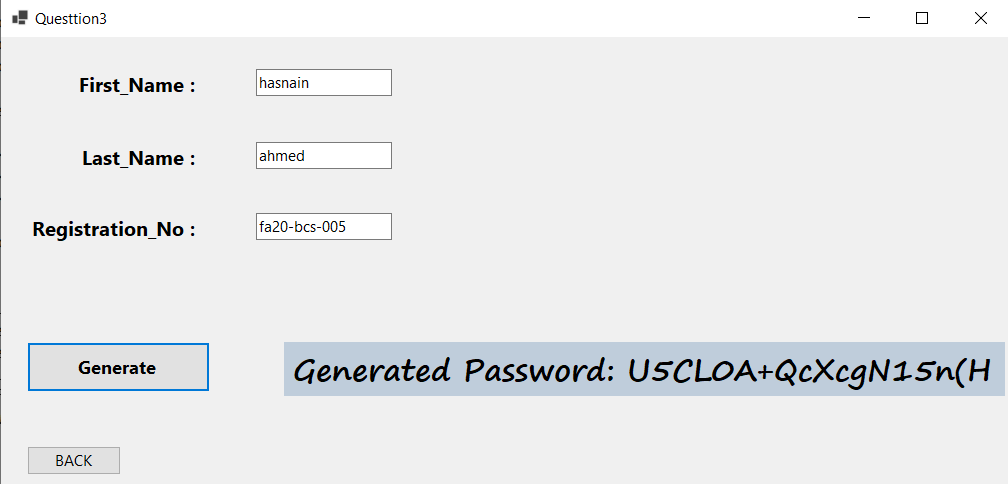 Questtion3
First_Name :
hasnain
Last_Name :
ahmed
Registration_No :
fa20-bcs-005
Generate
Generated Password: U5CLOA+QcXcgN15n(H
BACK